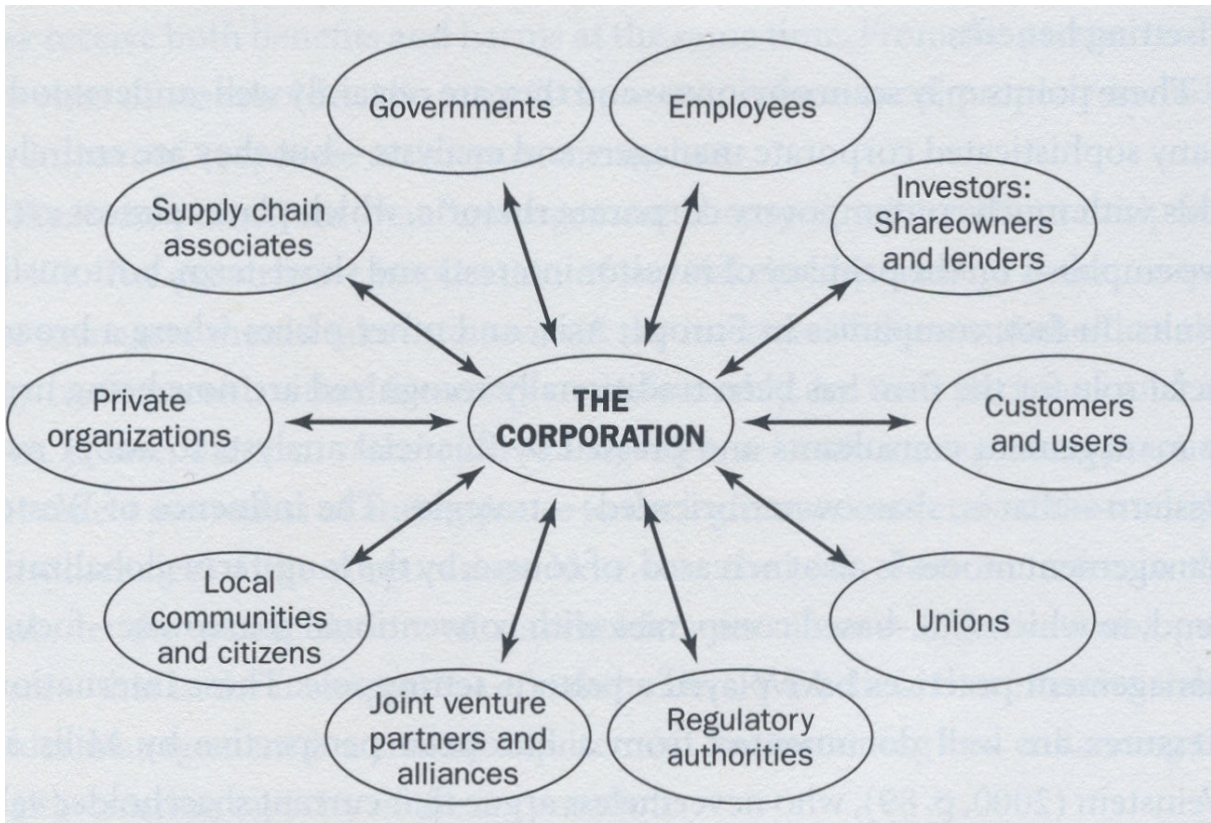 Governments
Employees
Supply chain
associates
Investors:
Shareowners
and lenders
Private
organizations
THE
CORPORATION
Customers
and users
Local
communities
and citizens
Unions
Joint venture
partners and
alliances
Regulatory
authorities